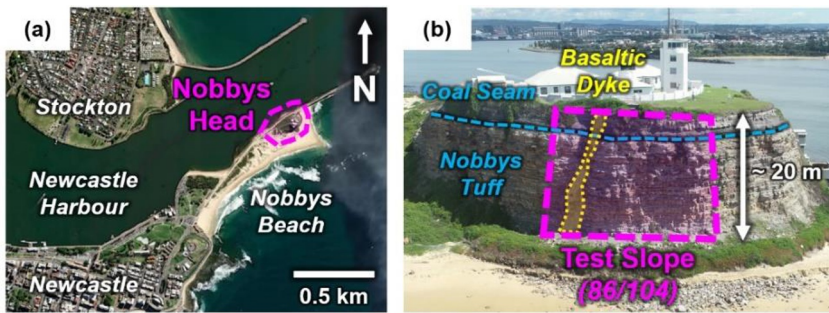 (a)
Stockton
Nobbys
Head
N
Newcastle
Harbour
Nobbys
Beach
Newcastle
0.5 km
(b)
Basaltic
Dyke
Coal Seam
Nobbys
Tuff
~ 20 m
Test Slope
(86/104)